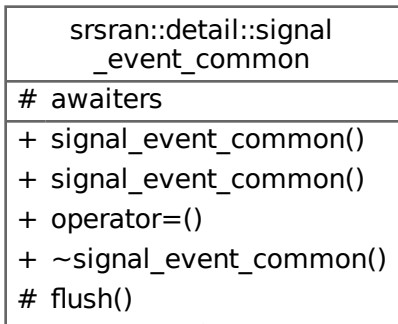 srsran::detail::signal
_event_common
# awaiters
+ signal_event_common()
+ signal_event_common()
+ operator=()
+ ~signal_event_common()
# flush()